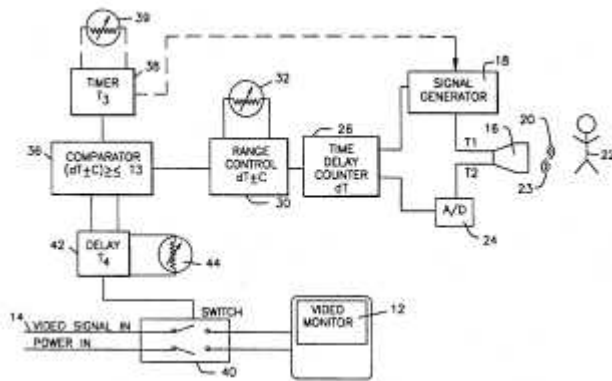 39
TIMER
T3
38
32
SIGNAL
GENERATOR
18
20
16
26
36
COMPARATOR
(dT±C)≥≤ T3
RANGE
CONTROL
dT±C
30
TIME
DELAY
COUNTER
dT
T1
T2
23
22
A/D
24
42
DELAY
T4
44
SWITCH
14
VIDEO SIGNAL IN
POWER IN
40
VIDEO
MONITOR
12